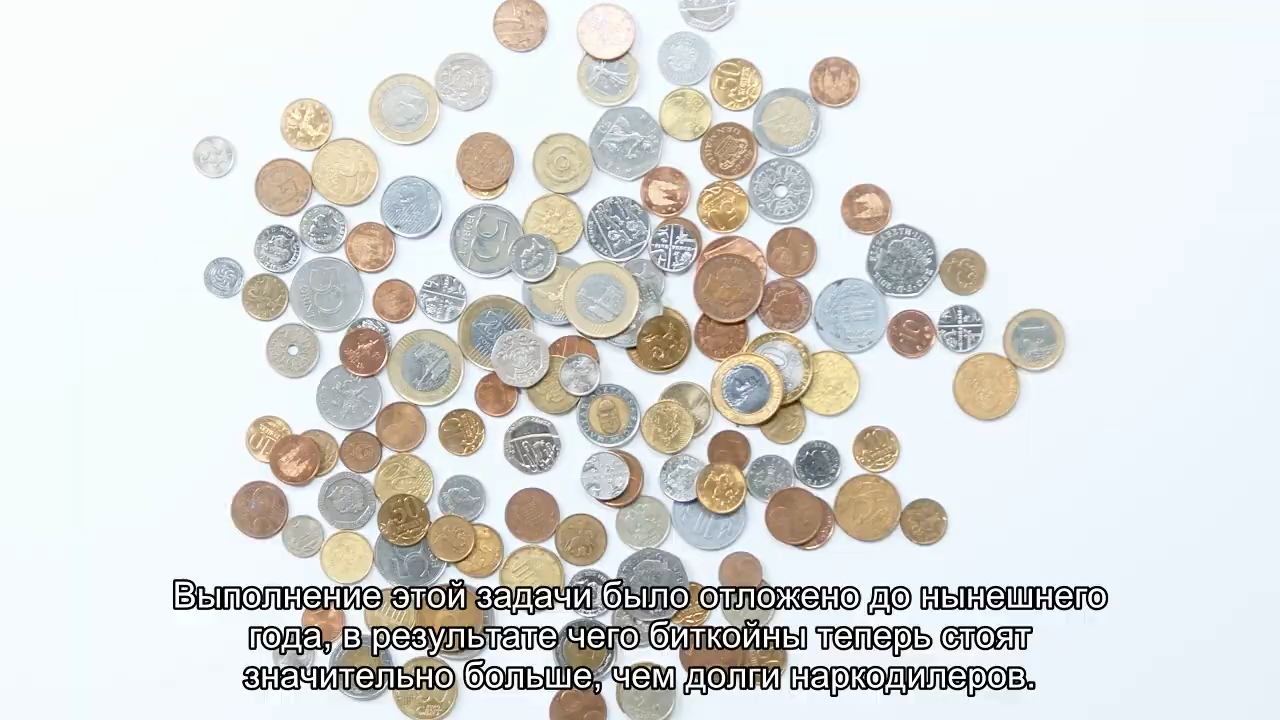 Выполнение этой задачи было отложено до нынешнего
года, в результате чего биткойны теперь стоят
значительно больше, чем долги наркодилеров.